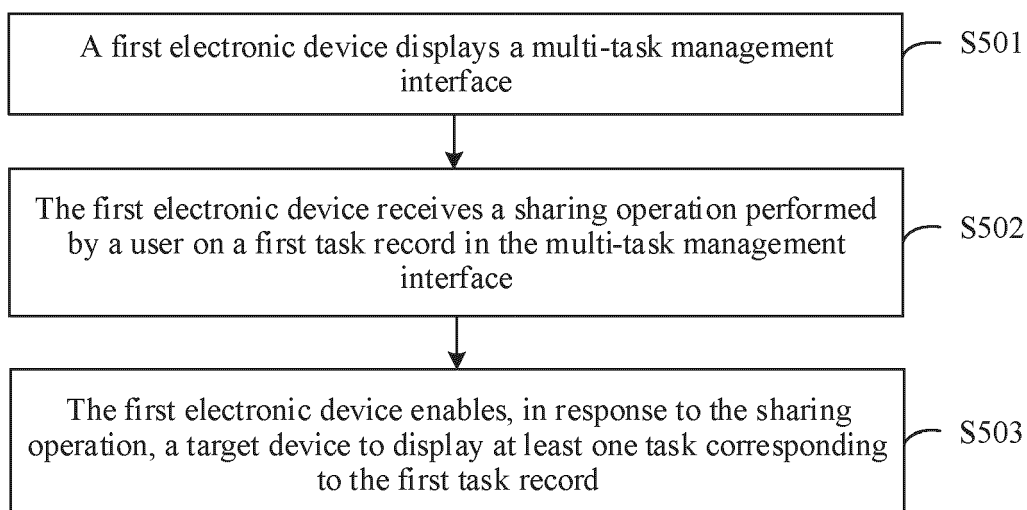 A first electronic device displays a multi-task management
interface
S501
The first electronic device receives a sharing operation performed
by a user on a first task record in the multi-task management
interface
S502
The first electronic device enables, in response to the sharing
operation, a target device to display at least one task corresponding
to the first task record
S503